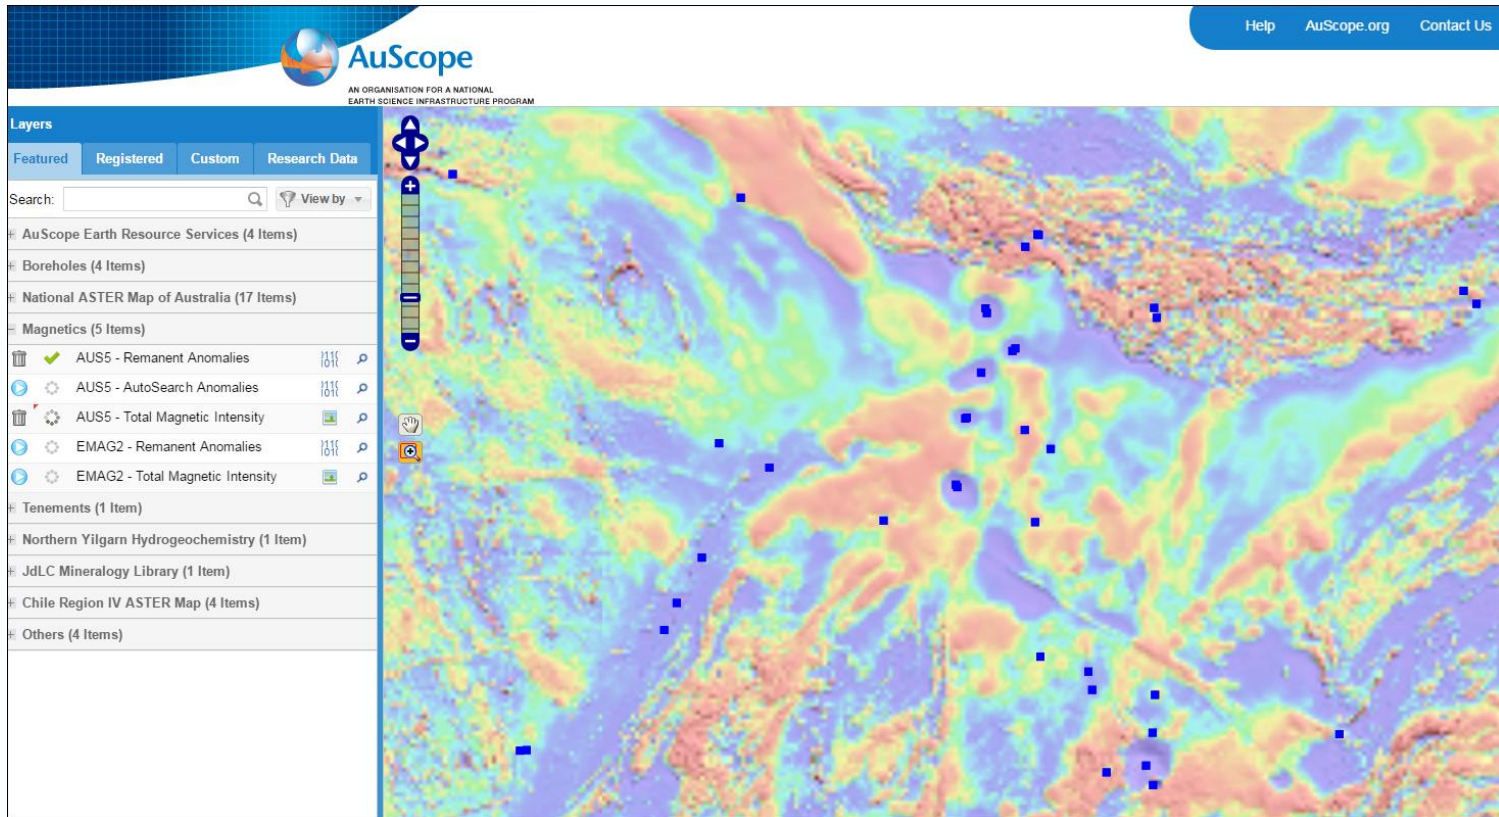 Help AuScope.org Contact Us
AuScope
AN ORGANISATION FOR A NATIONAL
EARTH SCIENCE INFRASTRUCTURE PROGRAM
Layers
Featured Registered Custom Research Data
Search: View by
AuScope Earth Resource Services (4 Items)
Boreholes (4 Items)
National ASTER Map of Australia (17 Items)
Magnetics (5 Items)
AUS5 - Remanent Anomalies
AUS5 - AutoSearch Anomalies
AUS5 - Total Magnetic Intensity
EMAG2 - Remanent Anomalies
EMAG2 - Total Magnetic Intensity
Tenements (1 Item)
Northern Yilgarn Hydrogeochemistry (1 Item)
JdLC Mineralogy Library (1 Item)
Chile Region IV ASTER Map (4 Items)
Others (4 Items)